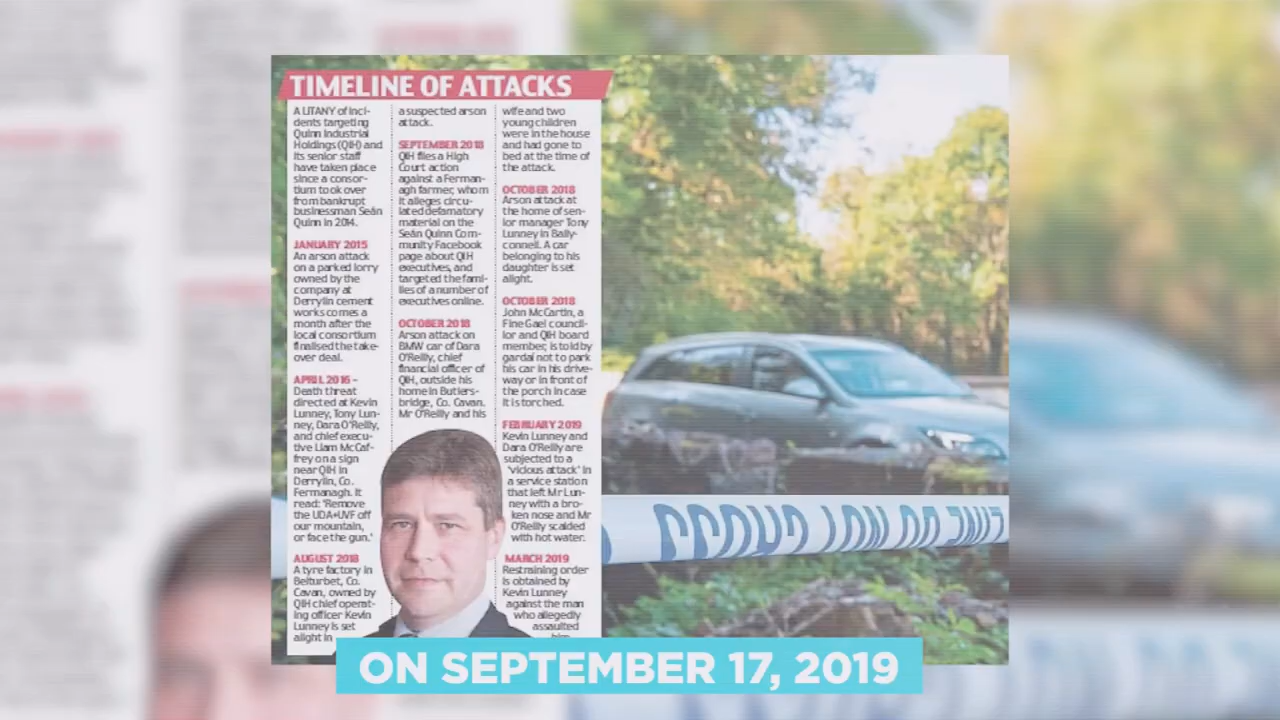 TIMELINE OF ATTACKS
A LITANY of inci-
dents targeting
Quinn Industrial
Holdings (QIH) and
its senior staff
have taken place
since a consor-
tium took over
from bankrupt
businessman Seán
Quinn in 2014.
JANUARY 2015
An arson attack
on a parked lorry
owned by the
company at
Derrylin cement
works comes a
month after the
local consortium
finalised the take-
over deal.
APRIL 2016 –
Death threat
directed at Kevin
Lunney, Tony Lun-
ney, Dara O'Reilly,
and chief execu-
tive Liam McCaf-
frey on a sign
near QIH in
Derrylin, Co.
Fermanagh. It
read: 'Remove
the UDA+UVF off
our mountain,
or face the gun.'
AUGUST 2018
A tyre factory in
Belturbet, Co.
Cavan, owned by
QIH chief operat-
ing officer Kevin
Lunney is set
alight in
a suspected arson
attack.
SEPTEMBER 2018
QIH files a High
Court action
against a Ferman-
agh farmer, whom
it alleges circu-
lated defamatory
material on the
Seán Quinn Com-
munity Facebook
page about QIH
executives, and
targeted the fami-
lies of a number of
executives online.
OCTOBER 2018
Arson attack on
BMW car of Dara
O'Reilly, chief
financial officer of
QIH, outside his
home in Butlers-
bridge, Co. Cavan.
Mr O'Reilly and his
wife and two
young children
were in the house
and had gone to
bed at the time of
the attack.
OCTOBER 2018
Arson attack at
the home of sen-
ior manager Tony
Lunney in Bally-
connell. A car
belonging to his
daughter is set
alight.
OCTOBER 2018
John McCartin, a
Fine Gael council-
lor and QIH board
member, is told by
gardaí not to park
his car in his drive-
way or in front of
the porch in case
it is torched.
FEBRUARY 2019
Kevin Lunney and
Dara O'Reilly are
subjected to a
'vicious attack' in
a service station
that left Mr Lun-
ney with a bro-
ken nose and Mr
O'Reilly scalded
with hot water.
MARCH 2019
Restraining order
is obtained by
Kevin Lunney
against the man
who allegedly
assaulted
him.
ON SEPTEMBER 17, 2019